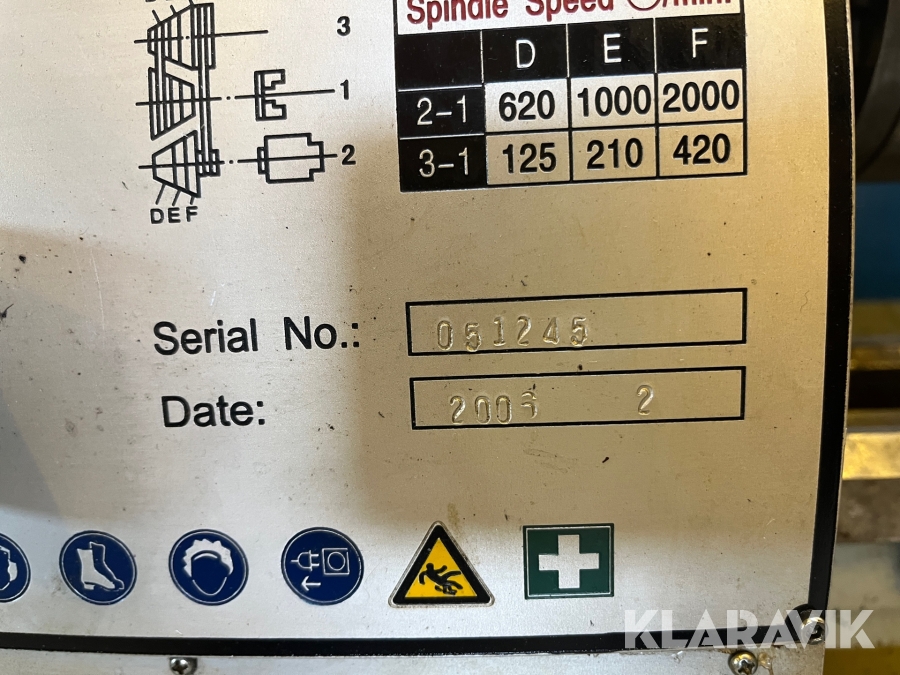 Spindle Speed /min.
3
D E F
1
2-1 620 1000 2000
2
3-1 125 210 420
DEF
Serial No.: 051245
Date: 2
KLARAVIK